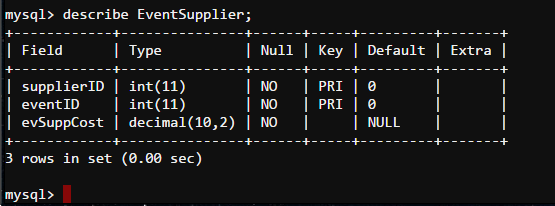 mysql> describe EventSupplier;
+------------+---------------+------+-----+---------+-------+
| Field      | Type          | Null | Key | Default | Extra |
+------------+---------------+------+-----+---------+-------+
| supplierID | int(11)       | NO   | PRI | 0       |       |
| eventID    | int(11)       | NO   | PRI | 0       |       |
| evSuppCost | decimal(10,2) | NO   |     | NULL    |       |
+------------+---------------+------+-----+---------+-------+
3 rows in set (0.00 sec)
mysql>